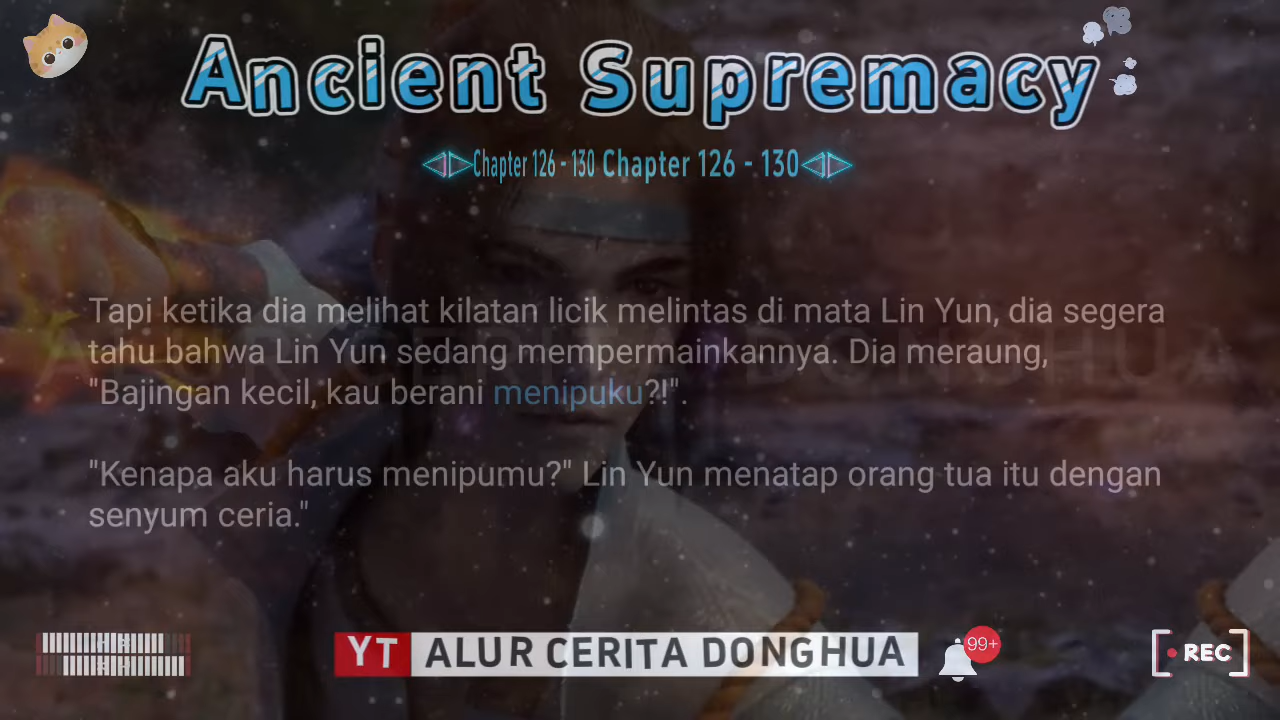 Ancient Supremacy
Chapter 126 - 130 Chapter 126 - 130
Tapi ketika dia melihat kilatan licik melintas di mata Lin Yun, dia segera
tahu bahwa Lin Yun sedang mempermainkannya. Dia meraung,
"Bajingan kecil, kau berani menipuku?!".
"Kenapa aku harus menipumu?" Lin Yun menatap orang tua itu dengan
senyum ceria."
YT ALUR CERITA DONGHUA
99+
REC